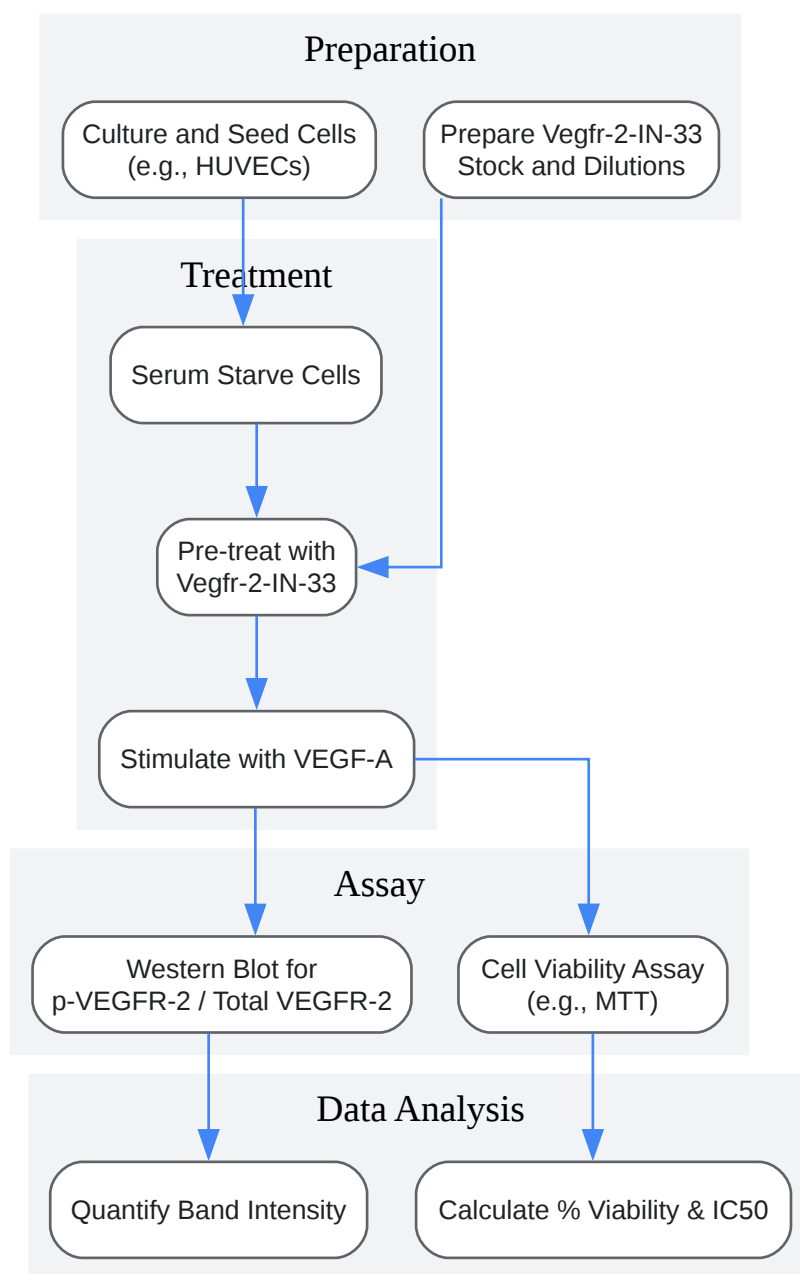 Preparation
Culture and Seed Cells
(e.g., HUVECs)
Prepare Vegfr-2-IN-33
Stock and Dilutions
Treatment
Serum Starve Cells
Pre-treat with
Vegfr-2-IN-33
Stimulate with VEGF-A
Assay
Western Blot for
p-VEGFR-2 / Total VEGFR-2
Cell Viability Assay
(e.g., MTT)
Data Analysis
Quantify Band Intensity
Calculate % Viability & IC50